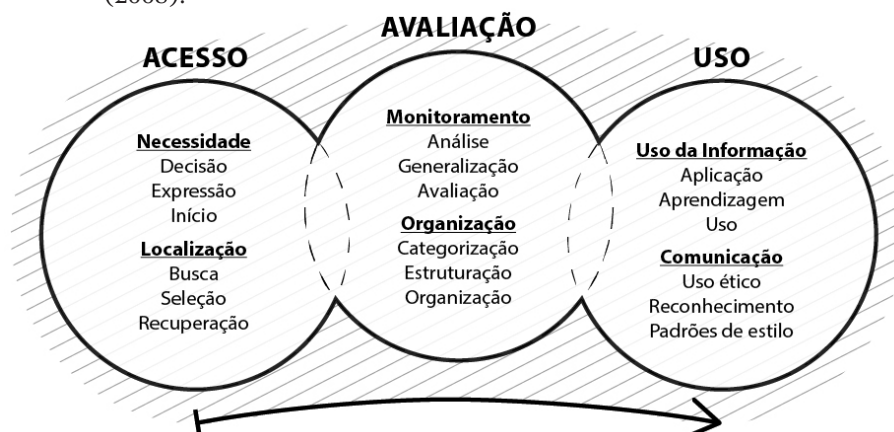 (2008).
AVALIAÇÃO
ACESSO
USO
Necessidade
Decisão
Expressão
Início
Localização
Busca
Seleção
Recuperação
Monitoramento
Análise
Generalização
Avaliação
Organização
Categorização
Estruturação
Organização
Uso da Informação
Aplicação
Aprendizagem
Uso
Comunicação
Uso ético
Reconhecimento
Padrões de estilo